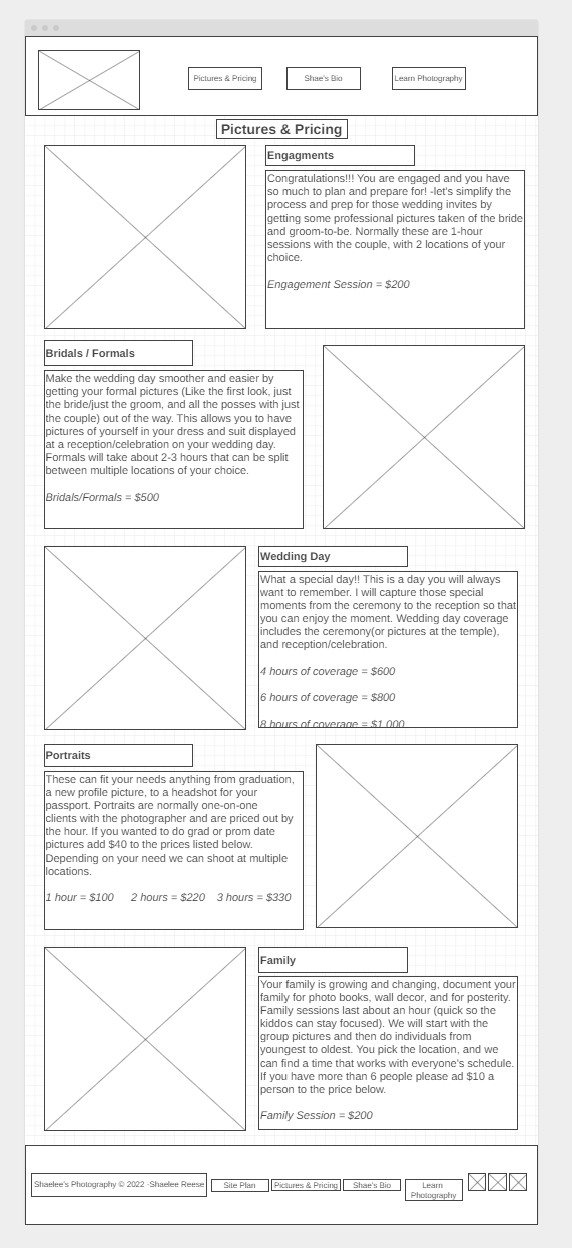 Pictures & Pricing
Shae's Bio
Learn Photography
Pictures & Pricing
Engagments
Congratulations!!! You are engaged and you have
so much to plan and prepare for! -let's simplify the
process and prep for those wedding invites by
getting some professional pictures taken of the bride
and groom-to-be. Normally these are 1-hour
sessions with the couple, with 2 locations of your
choice.
Engagement Session = $200
Bridals / Formals
Make the wedding day smoother and easier by
getting your formal pictures (Like the first look, just
the bride/just the groom, and all the posses with just
the couple) out of the way. This allows you to have
pictures of yourself in your dress and suit displayed
at a reception/celebration on your wedding day.
Formals will take about 2-3 hours that can be split
between multiple locations of your choice.
Bridals/Formals = $500
Wedding Day
What a special day!! This is a day you will always
want to remember. I will capture those special
moments from the ceremony to the reception so that
you can enjoy the moment. Wedding day coverage
includes the ceremony(or pictures at the temple),
and reception/celebration.
4 hours of coverage = $600
6 hours of coverage = $800
8 hours of coverage = $1,000
Portraits
These can fit your needs anything from graduation,
a new profile picture, to a headshot for your
passport. Portraits are normally one-on-one
clients with the photographer and are priced out by
the hour. If you wanted to do grad or prom date
pictures add $40 to the prices listed below.
Depending on your need we can shoot at multiple
locations.
1 hour = $100 2 hours = $220 3 hours = $330
Family
Your family is growing and changing, document your
family for photo books, wall decor, and for posterity.
Family sessions last about an hour (quick so the
kiddos can stay focused). We will start with the
group pictures and then do individuals from
youngest to oldest. You pick the location, and we
can find a time that works with everyone's schedule.
If you have more than 6 people please ad $10 a
person to the price below.
Family Session = $200
Shaelee's Photography © 2022 -Shaelee Reese
Site Plan
Pictures & Pricing
Shae's Bio
Learn
Photography